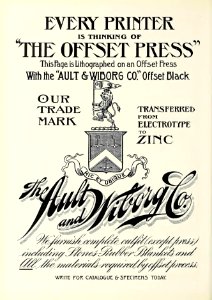 EVERY PRINTER
IS THINKING OF
"THE OFFSET PRESS"
This Page is Lithographed on an Offset Press
With the "AULT & WIBORG CO." Offset Black
OUR
TRADE
MARK
TRANSFERRED
FROM
ELECTROTYPE
TO
ZINC
The Ault
and Wiborg Co.
We furnish complete outfit (except press)
including Stones Rubber Blankets and
All the materials required by offset process.
WRITE FOR CATALOGUE & SPECIMENS TODAY